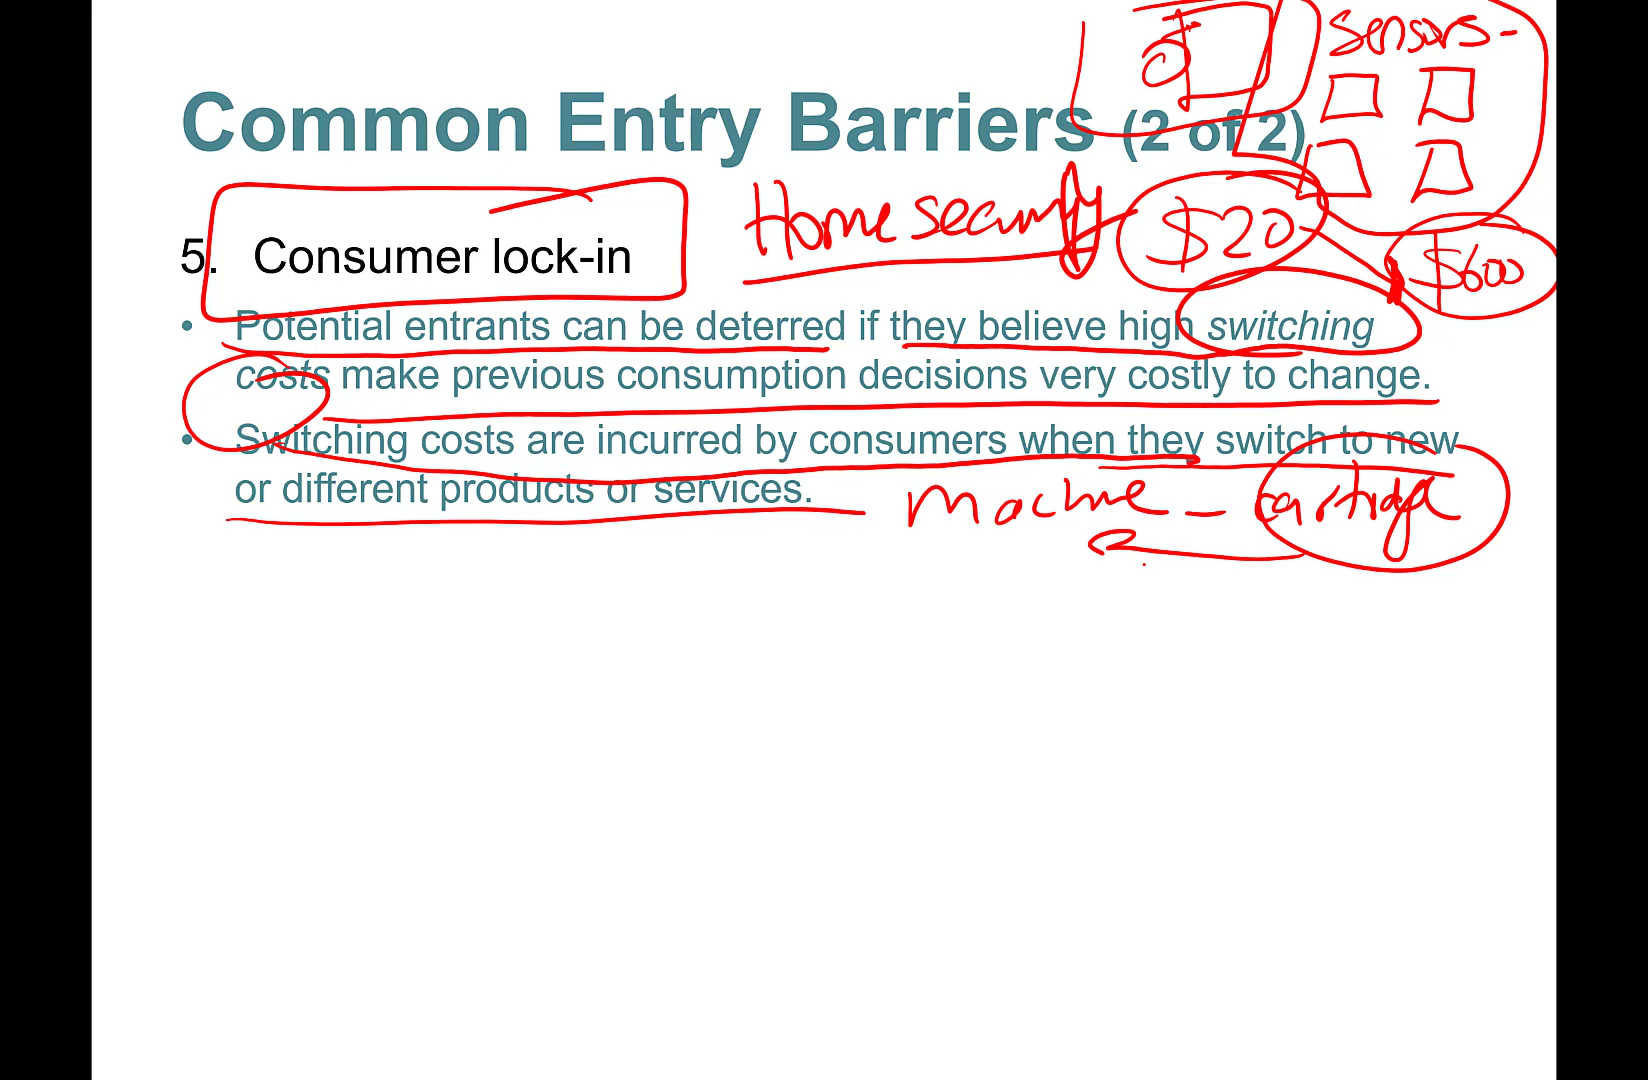 Sensors -
Common Entry Barriers (2 of 2)
Home security $20 $600
5. Consumer lock-in
• Potential entrants can be deterred if they believe high switching
costs make previous consumption decisions very costly to change.
• Switching costs are incurred by consumers when they switch to new
or different products or services.
Machine - cartridge